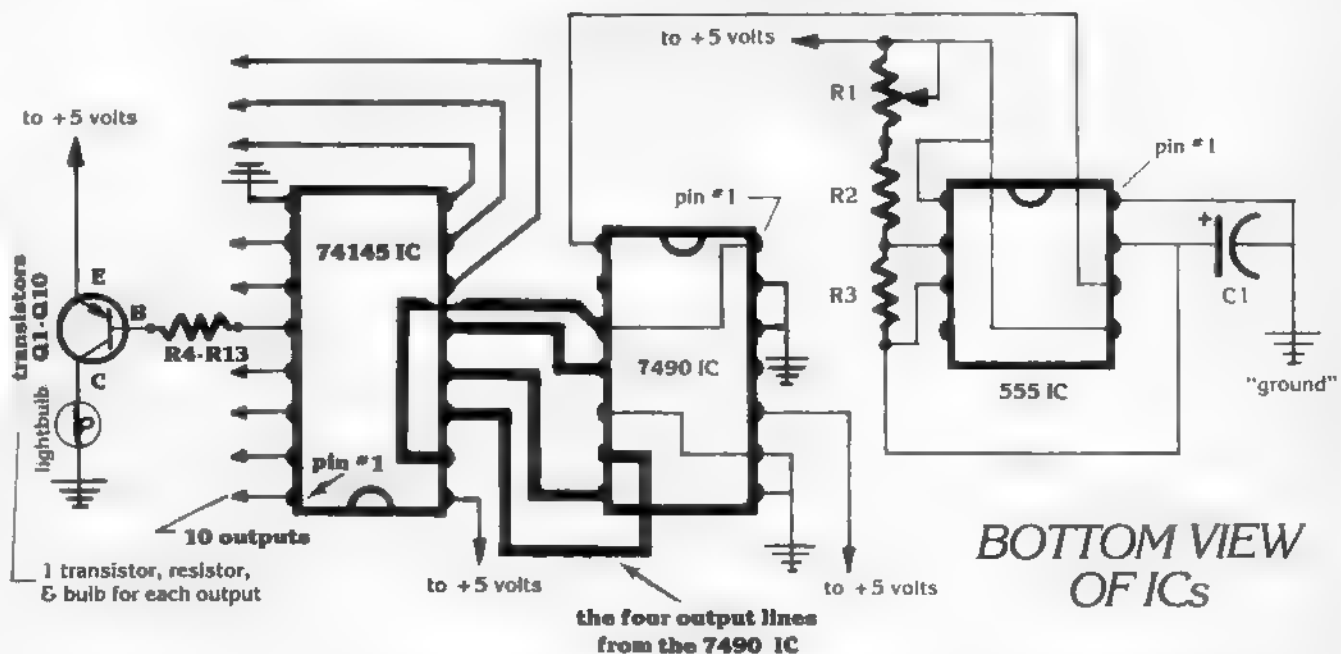 to +5 volts
R1
to +5 volts
pin #1
R2
pin #1
74145 IC
+
transistors
Q1-Q10
E
B
R3
C1
R4-R13
7490 IC
C
555 IC
"ground"
lightbulb
pin #1
10 outputs
1 transistor, resistor,
& bulb for each output
to +5 volts
to +5 volts
the four output lines
from the 7490 IC
BOTTOM VIEW
OF ICs